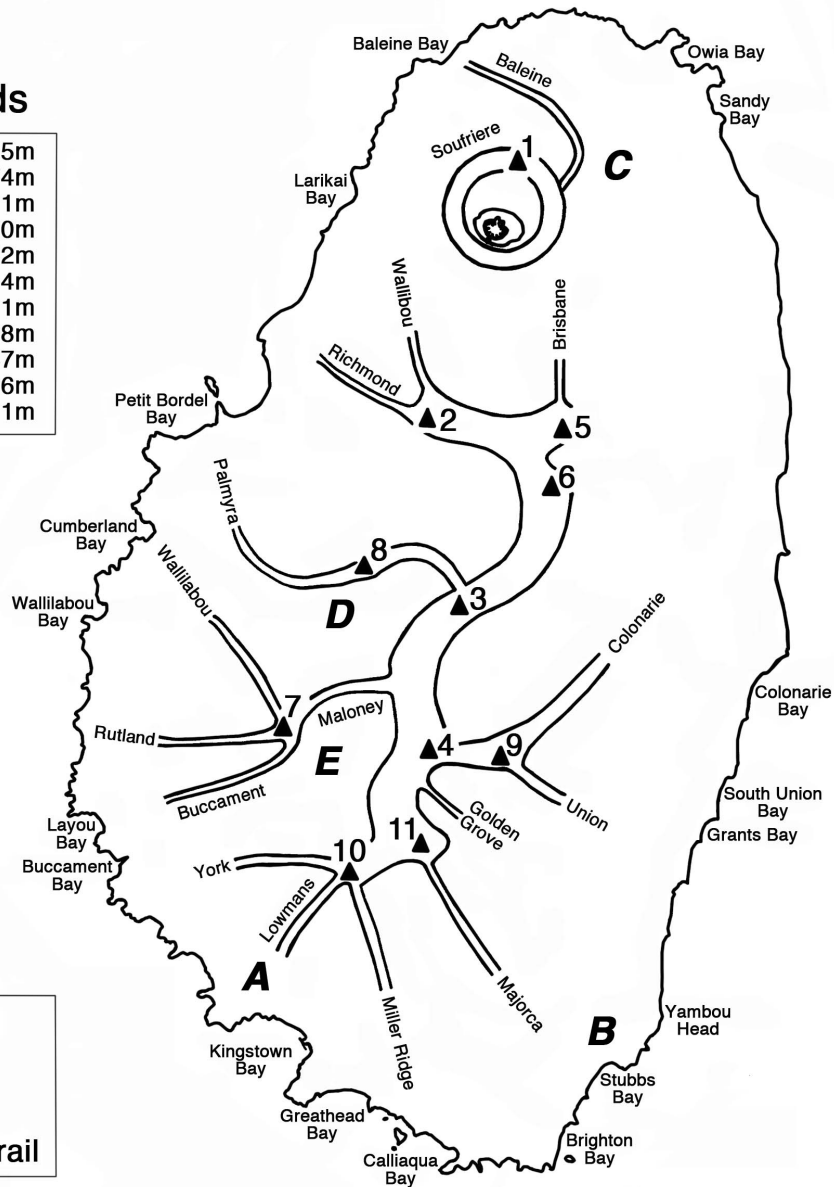 ds
5m
4m
1m
0m
2m
4m
1m
8m
7m
6m
1m
rail
Baleine Bay
Owia Bay
Sandy
Bay
Baleine
Soufriere
1
C
Larikai
Bay
Wallibou
Brisbane
Richmond
Petit Bordel
Bay
2
5
6
Palmyra
Cumberland
Bay
8
Wallilabou
Wallilabou
Bay
D
3
Colonarie
Colonarie
Bay
7
Maloney
Rutland
E
4
9
Buccament
Union
South Union
Bay
Golden
Grove
Grants Bay
Layou
Bay
11
Buccament
Bay
10
York
Lowmans
A
Miller Ridge
Majorca
B
Yambou
Head
Kingstown
Bay
Stubbs
Bay
Greathead
Bay
Brighton
Bay
Calliaqua
Bay